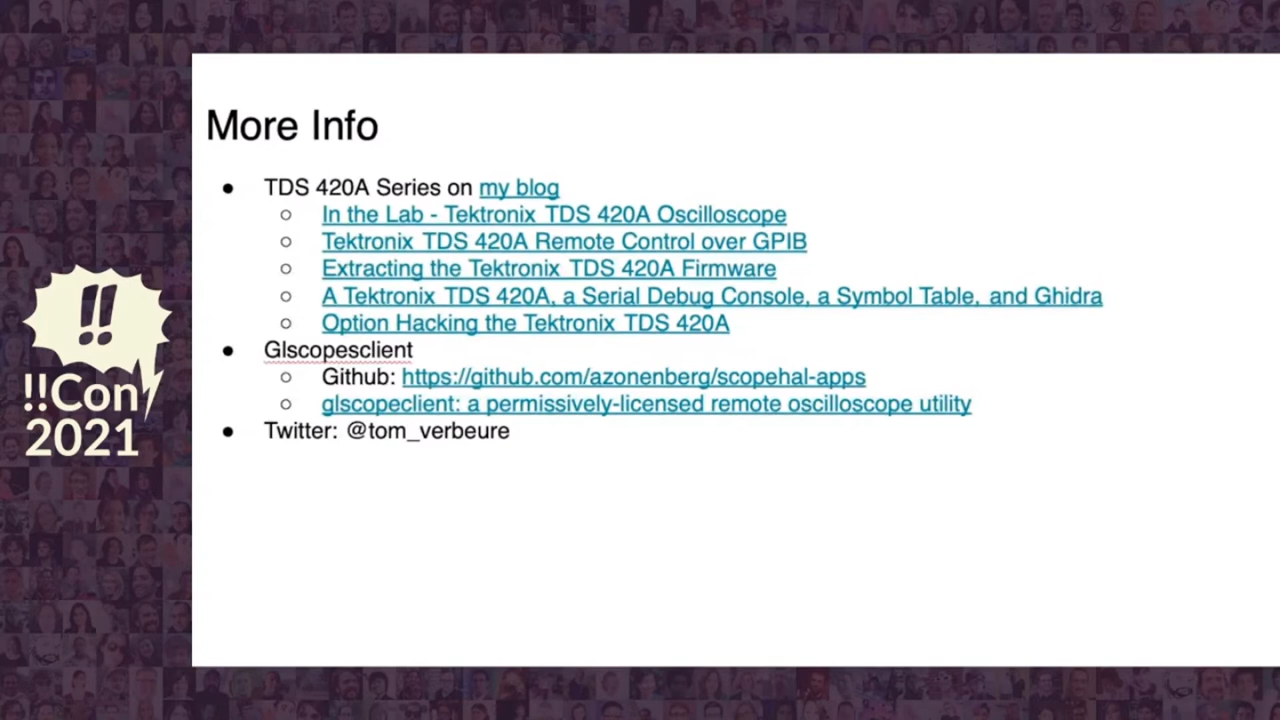 More Info
● TDS 420A Series on my blog
○ In the Lab - Tektronix TDS 420A Oscilloscope
○ Tektronix TDS 420A Remote Control over GPIB
○ Extracting the Tektronix TDS 420A Firmware
○ A Tektronix TDS 420A, a Serial Debug Console, a Symbol Table, and Ghidra
○ Option Hacking the Tektronix TDS 420A
● Glscopesclient
○ Github: https://github.com/azonenberg/scopehal-apps
○ glscopeclient: a permissively-licensed remote oscilloscope utility
● Twitter: @tom_verbeure
!!
!!Con
2021